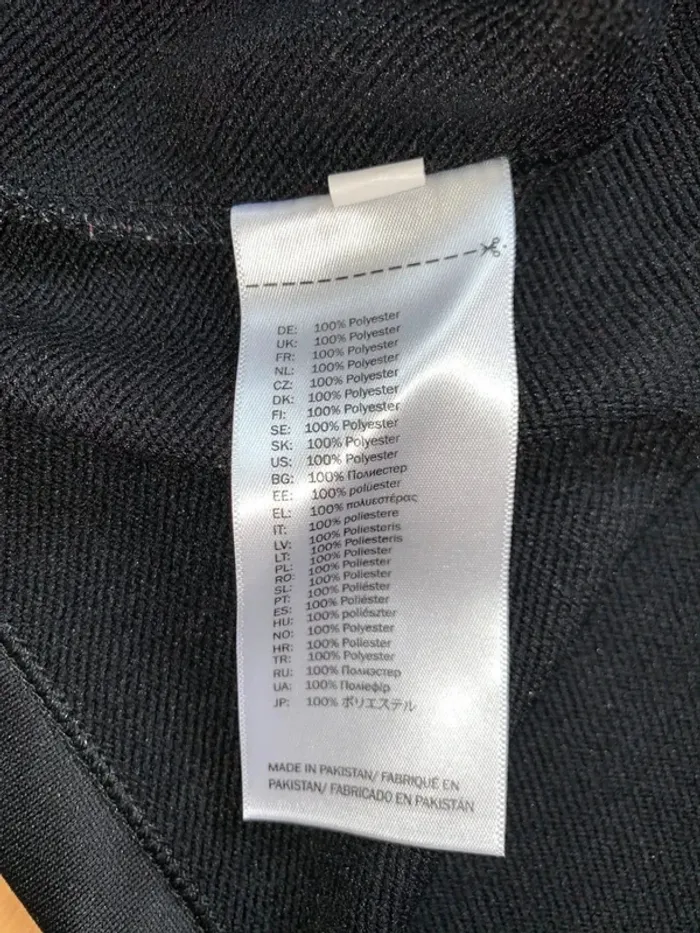 DE: 100% Polyester
UK: 100% Polyester
FR: 100% Polyester
NL: 100% Polyester
CZ: 100% Polyester
DK: 100% Polyester
FI: 100% Polyester
SE: 100% Polyester
SK: 100% Polyester
US: 100% Polyester
BG: 100% Полиестер
EE: 100% polüester
EL: 100% πολυεστέρας
IT: 100% poliestere
LV: 100% Poliesteris
LT: 100% Poliesteris
PL: 100% Poliester
RO: 100% Poliester
SL: 100% Poliester
PT: 100% Poliéster
ES: 100% Poliéster
HU: 100% poliészter
NO: 100% Polyester
HR: 100% Poliester
TR: 100% Polyester
RU: 100% Полиэстер
UA: 100% Поліефір
JP: 100% ポリエステル
MADE IN PAKISTAN/ FABRIQUÉ EN
PAKISTAN/ FABRICADO EN PAKISTÁN